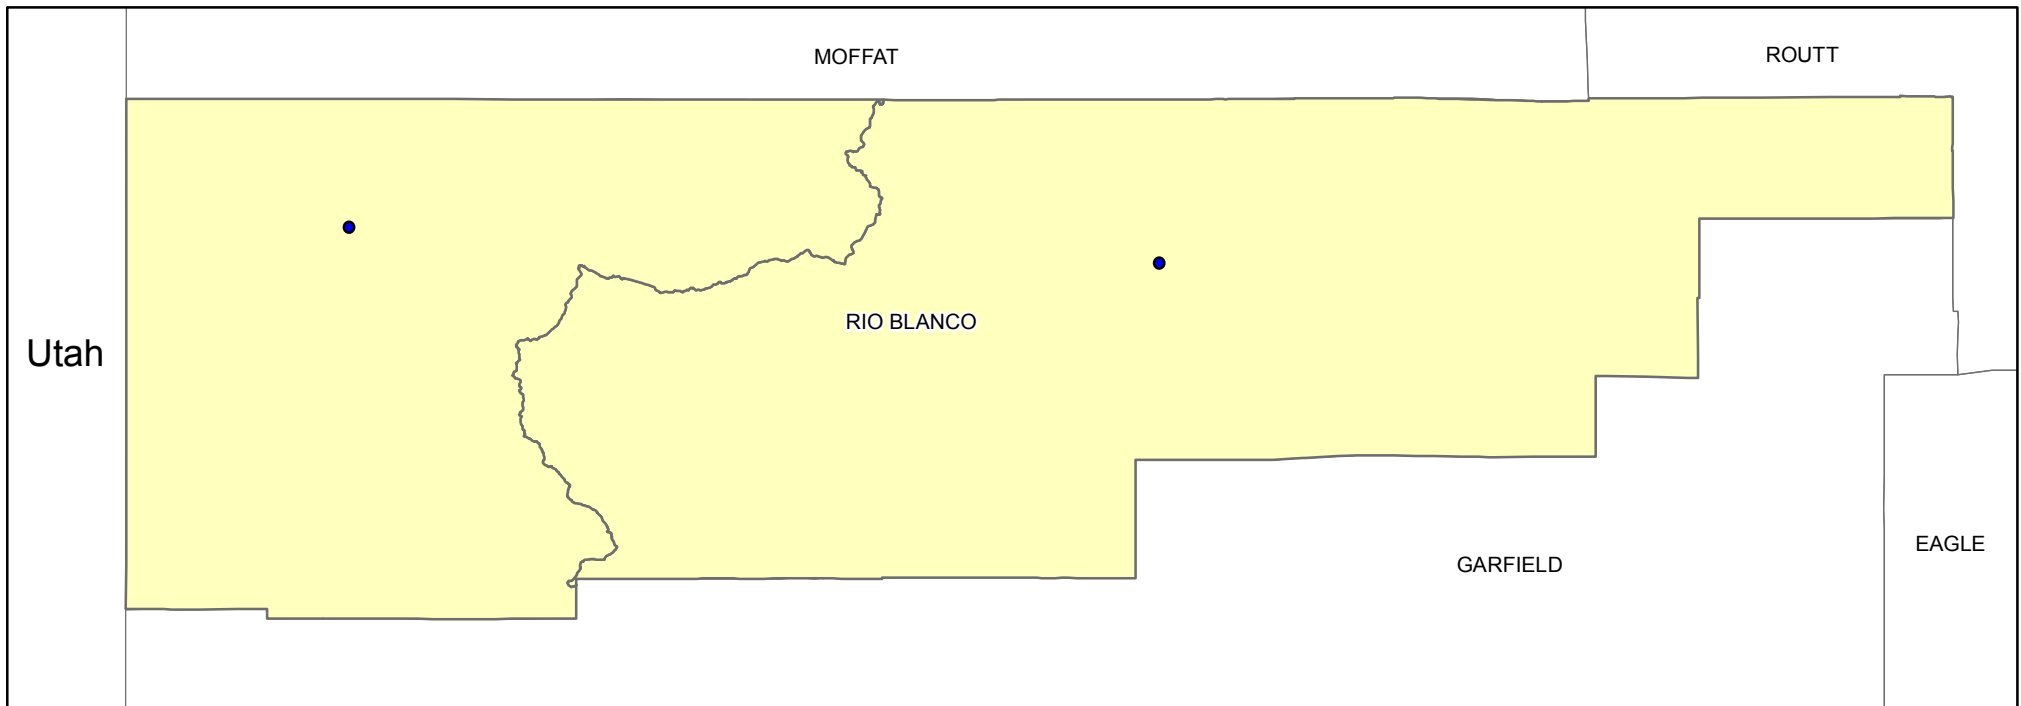 MOFFAT
ROUTT
RIO BLANCO
Utah
EAGLE
GARFIELD